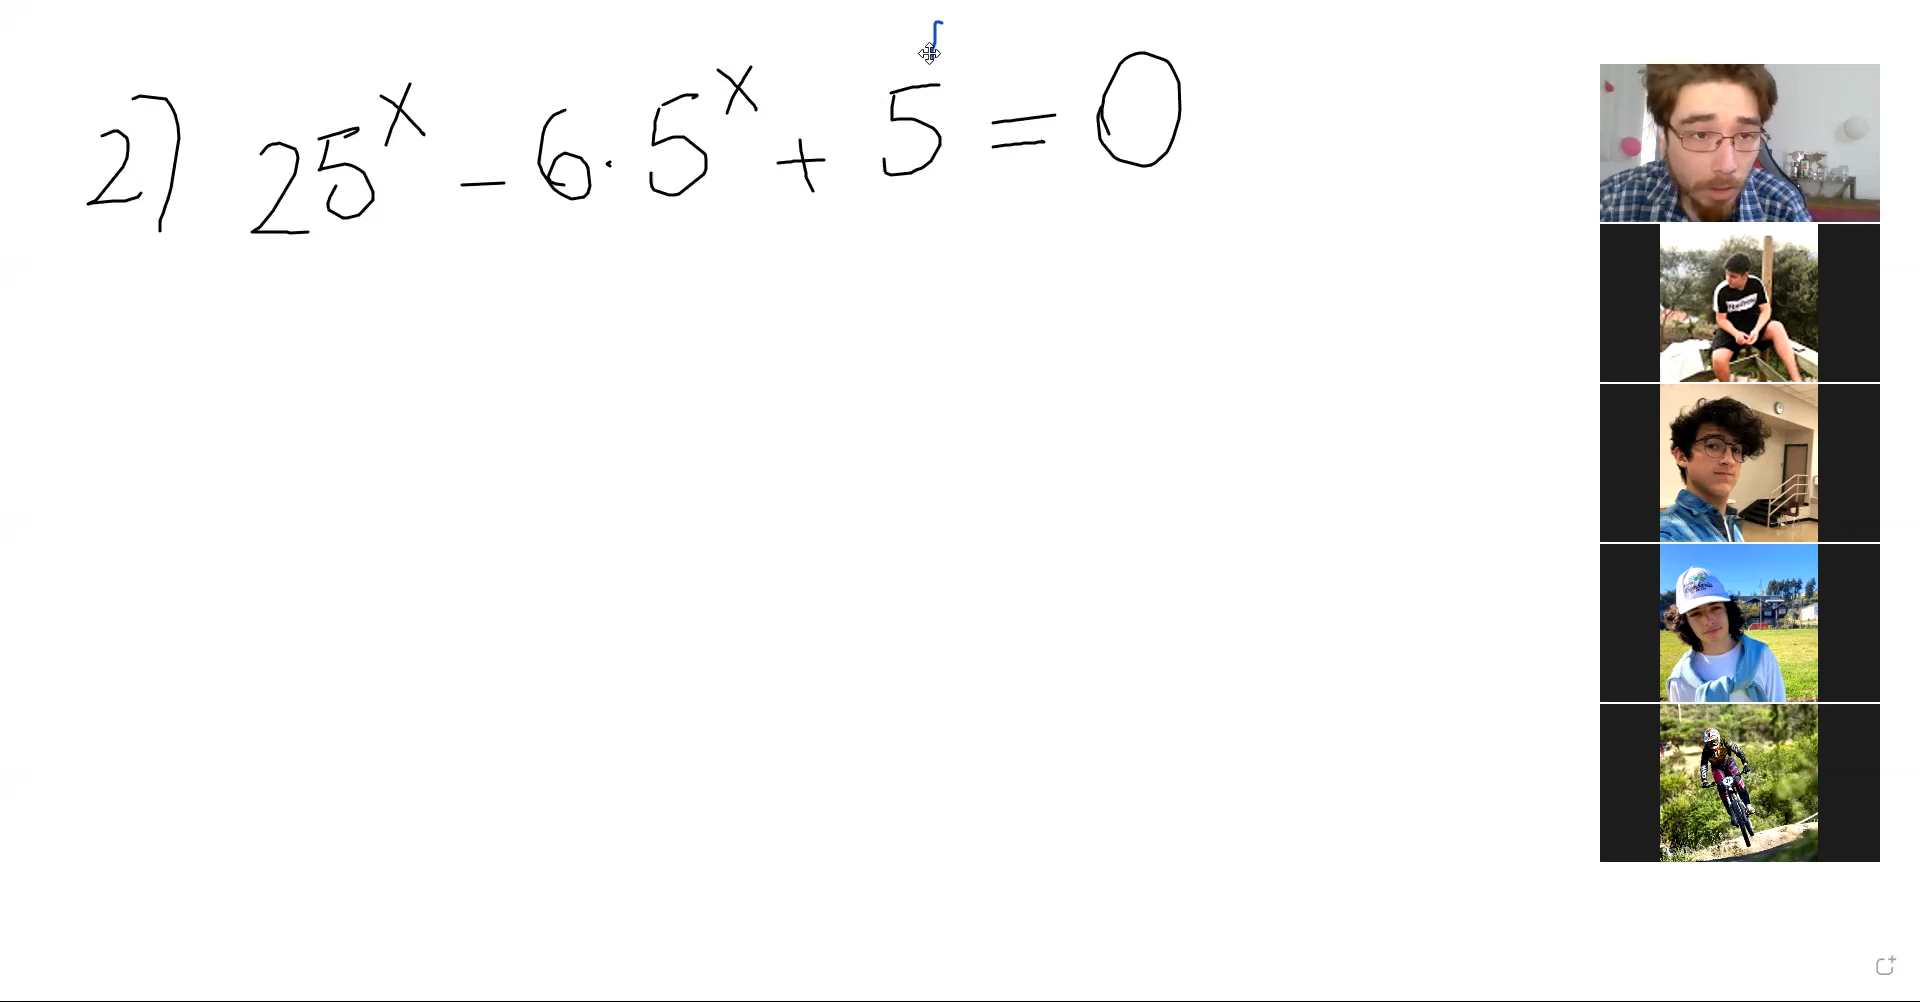 2) 25^x - 6 · 5^x + 5 = 0